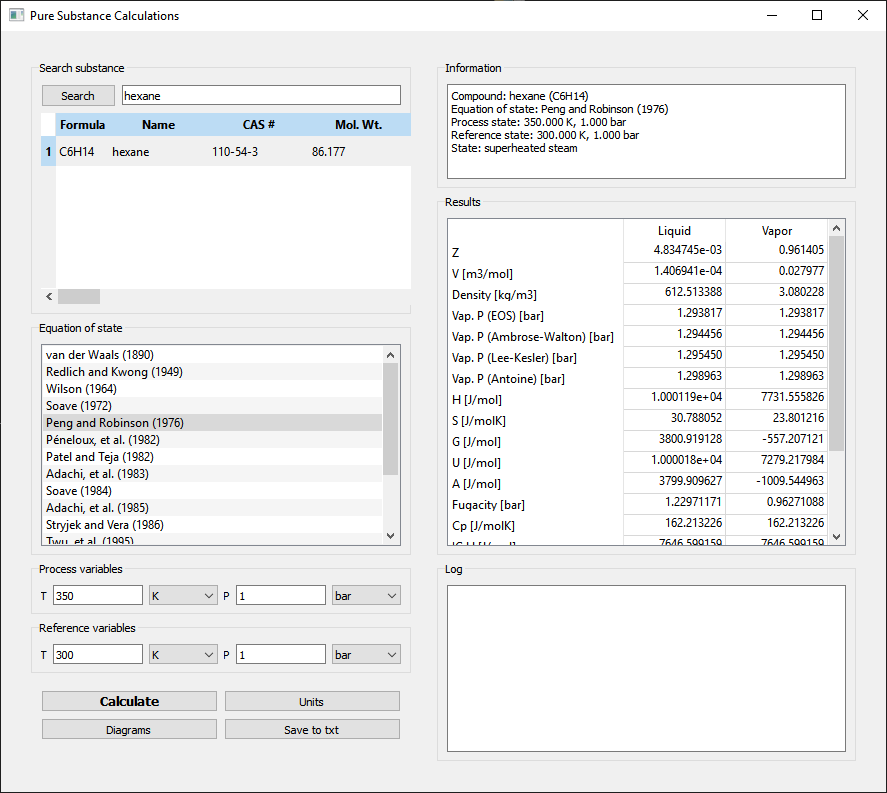 Pure Substance Calculations
Search substance
Search hexane
Formula Name CAS # Mol. Wt.
1 C6H14 hexane 110-54-3 86.177
Equation of state
van der Waals (1890)
Redlich and Kwong (1949)
Wilson (1964)
Soave (1972)
Peng and Robinson (1976)
Péneloux, et al. (1982)
Patel and Teja (1982)
Adachi, et al. (1983)
Soave (1984)
Adachi, et al. (1985)
Stryjek and Vera (1986)
Twu, et al. (1995)
Process variables
T 350 K P 1 bar
Reference variables
T 300 K P 1 bar
Calculate Units
Diagrams Save to txt
Information
Compound: hexane (C6H14)
Equation of state: Peng and Robinson (1976)
Process state: 350.000 K, 1.000 bar
Reference state: 300.000 K, 1.000 bar
State: superheated steam
Results
Liquid Vapor
Z 4.834745e-03 0.961405
V [m3/mol] 1.406941e-04 0.027977
Density [kg/m3] 612.513388 3.080228
Vap. P (EOS) [bar] 1.293817 1.293817
Vap. P (Ambrose-Walton) [bar] 1.294456 1.294456
Vap. P (Lee-Kesler) [bar] 1.295450 1.295450
Vap. P (Antoine) [bar] 1.298963 1.298963
H [J/mol] 1.000119e+04 7731.555826
S [J/molK] 30.788052 23.801216
G [J/mol] 3800.919128 -557.207121
U [J/mol] 1.000018e+04 7279.217984
A [J/mol] 3799.909627 -1009.544963
Fugacity [bar] 1.22971171 0.96271088
Cp [J/molK] 162.213226 162.213226
7646.599159 7646.599159
Log